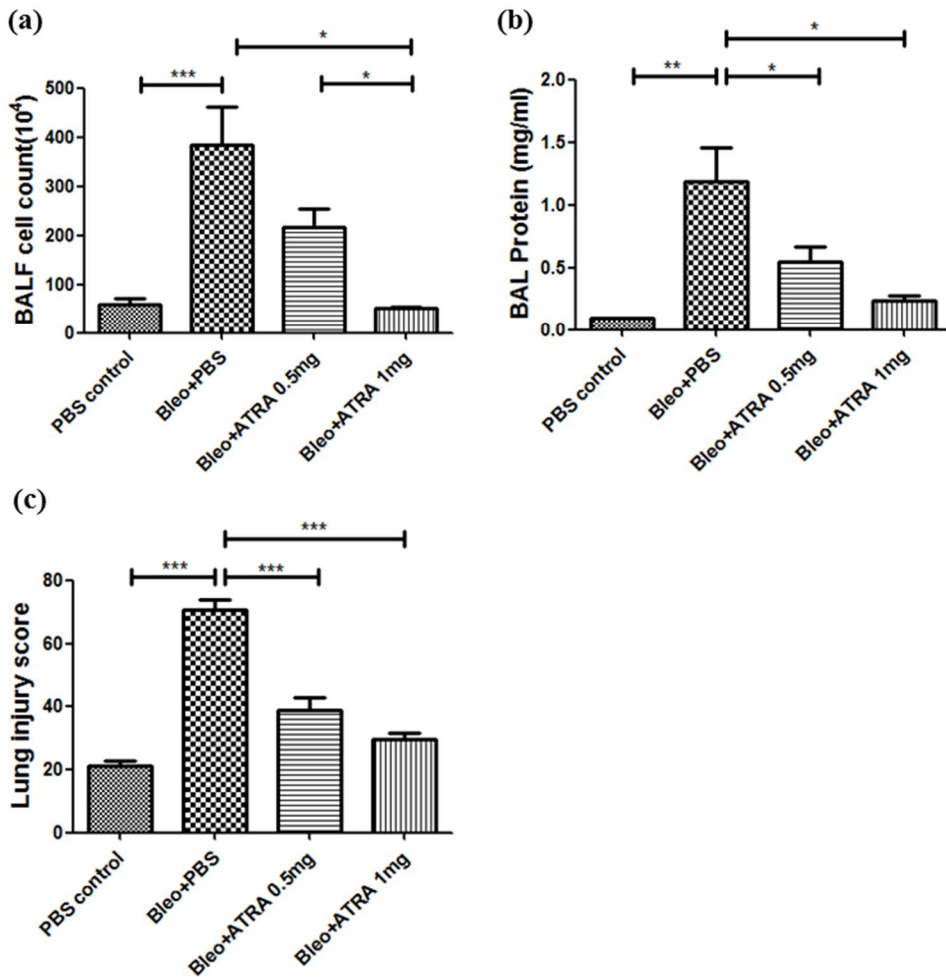 (a)
*
***
*
BALF cell count(10⁴)
500
400
300
200
100
0
PBS control
Bleo+PBS
Bleo+ATRA 0.5mg
Bleo+ATRA 1mg
(b)
*
**
*
BAL Protein (mg/ml)
2.0
1.5
1.0
0.5
0.0
PBS control
Bleo+PBS
Bleo+ATRA 0.5mg
Bleo+ATRA 1mg
(c)
***
***
***
Lung injury score
80
60
40
20
0
PBS control
Bleo+PBS
Bleo+ATRA 0.5mg
Bleo+ATRA 1mg